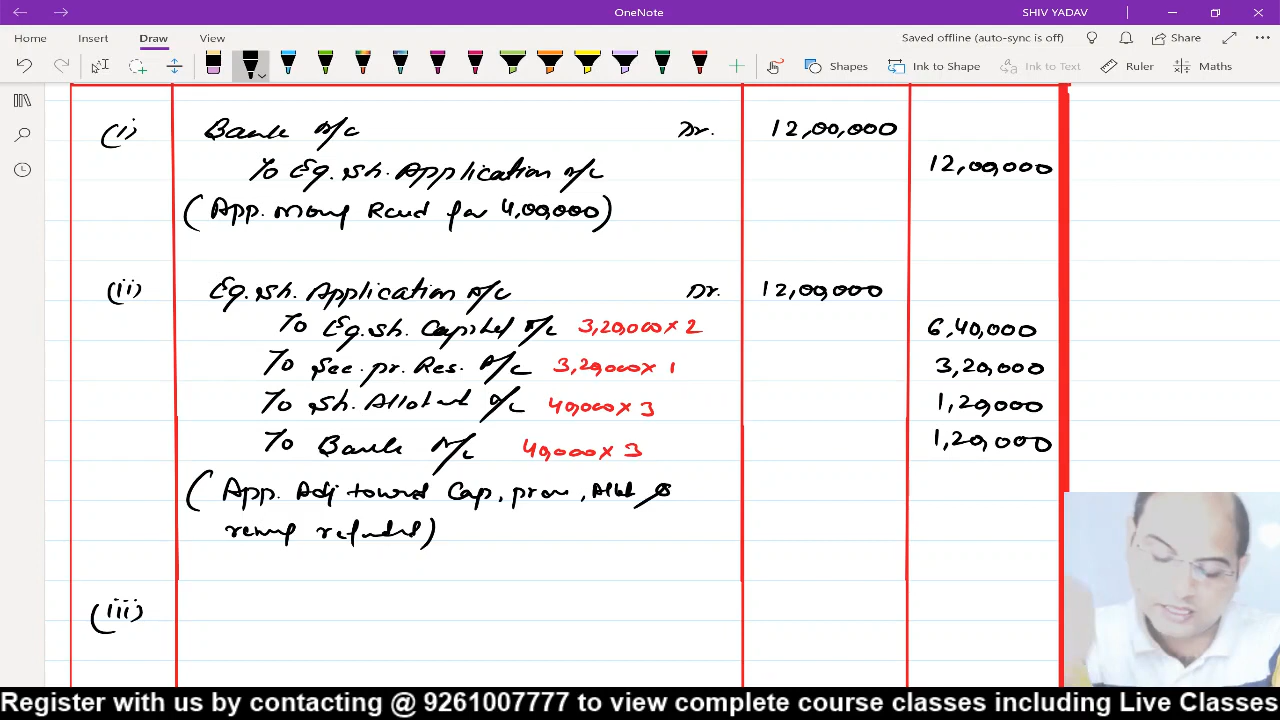 OneNote
SHIV YADAV
Home Insert Draw View
Saved offline (auto-sync is off) Share
Shapes Ink to Shape Ink to Text Ruler Maths
(i) Bank A/c Dr. 12,00,000
To Eq. Sh. Application A/c 12,00,000
(App. money Recd for 4,00,000)
(ii) Eq. Sh. Application A/c Dr. 12,00,000
To Eq. Sh. Capital A/c 3,20,000 × 2 6,40,000
To Sec. pr. Res. A/c 3,20,000 × 1 3,20,000
To Sh. Allotment A/c 40,000 × 3 1,20,000
To Bank A/c 40,000 × 3 1,20,000
(App. Adj toward Cap, prem, Allot &
refunded)
(iii)
Register with us by contacting @ 9261007777 to view complete course classes including Live Classes